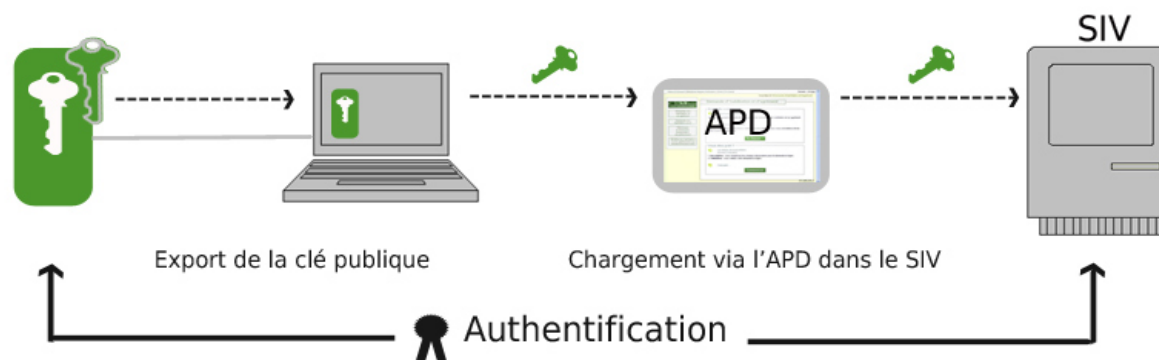 SIV
APD
Export de la clé publique
Chargement via l'APD dans le SIV
Authentification